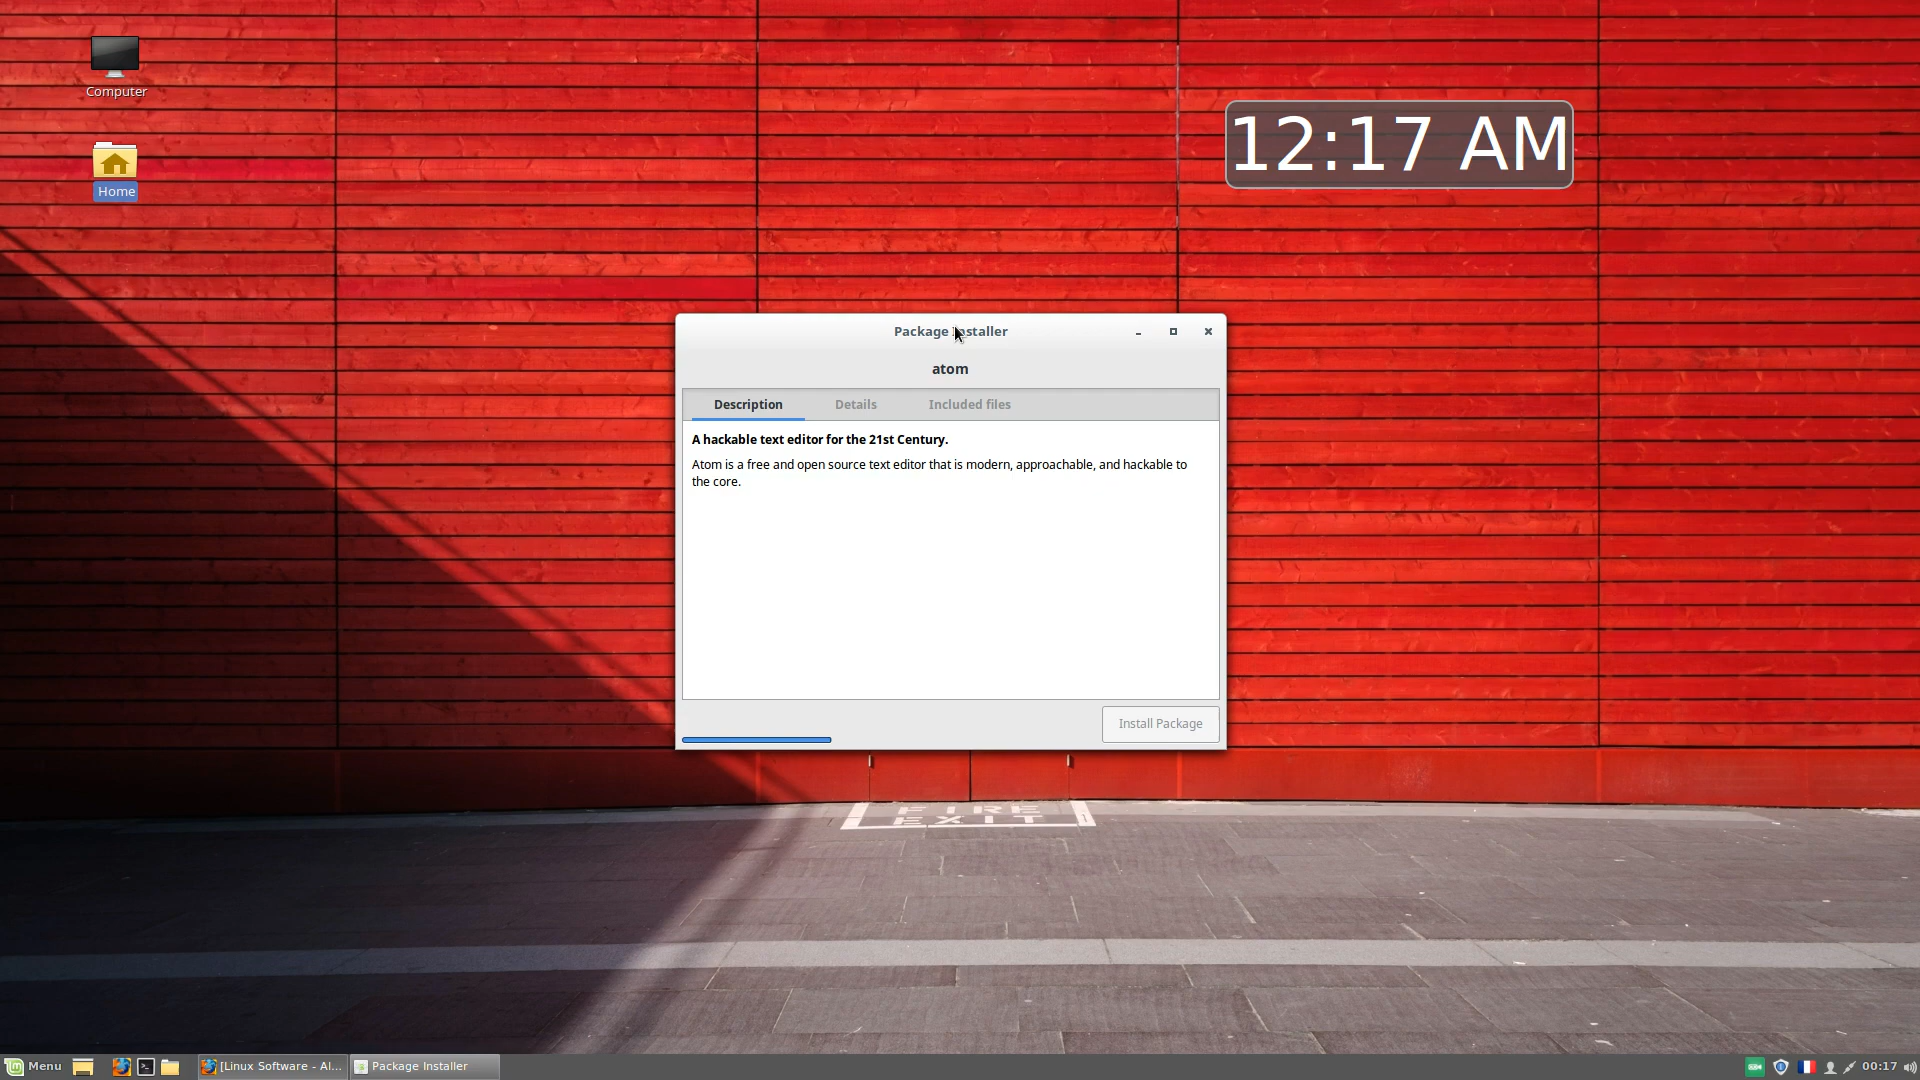 Computer
Home
12:17 AM
Package Installer
atom
Description
Details
Included files
A hackable text editor for the 21st Century.
Atom is a free and open source text editor that is modern, approachable, and hackable to
the core.
Install Package
FIRE
EXIT
Menu
[Linux Software - Al...
Package Installer
00:17